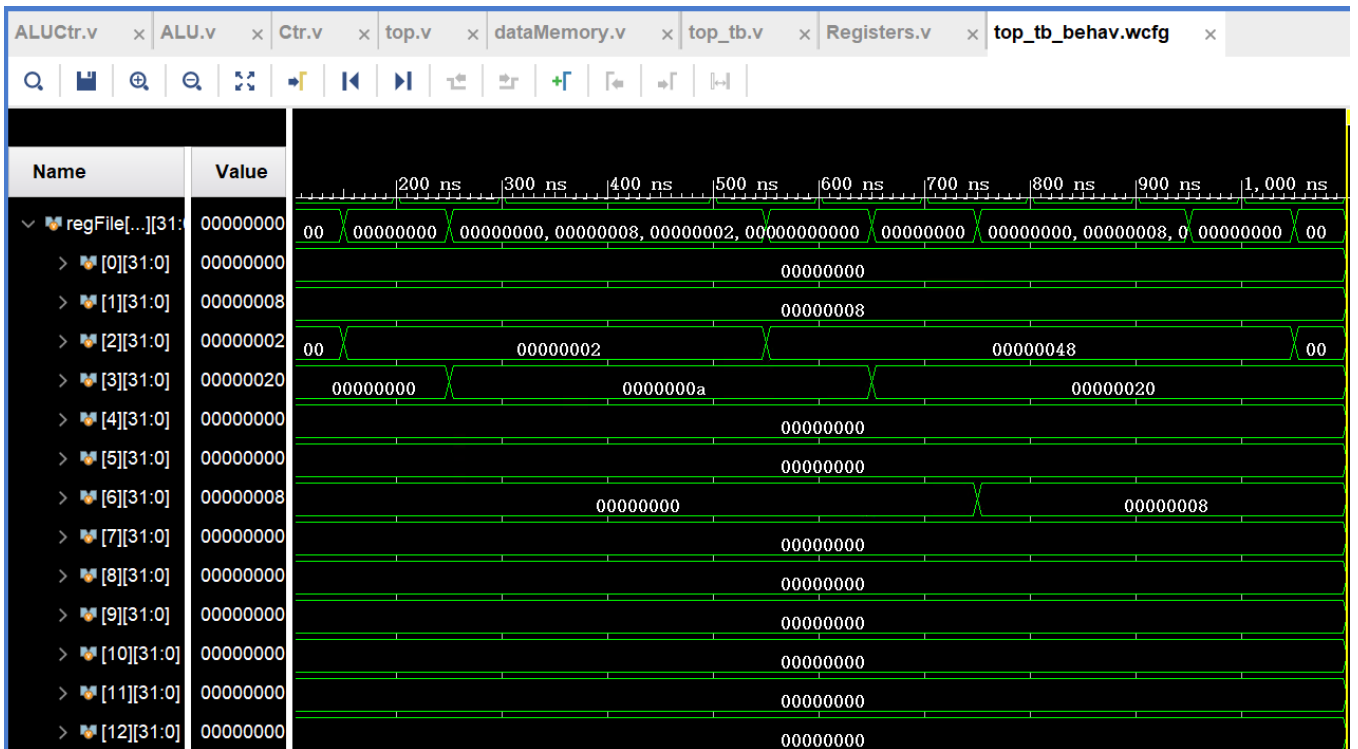 ALUCtr.v × ALU.v × Ctr.v × top.v × dataMemory.v × top_tb.v × Registers.v × top_tb_behav.wcfg ×
Name Value 200 ns 300 ns 400 ns 500 ns 600 ns 700 ns 800 ns 900 ns 1,000 ns
regFile[...][31: 00000000 00 00000000 00000000,00000008,00000002,00 00000000 00000000 00000000,00000008,0 00000000 00
[0][31:0] 00000000 00000000
[1][31:0] 00000008 00000008
[2][31:0] 00000002 00 00000002 00000048 00
[3][31:0] 00000020 00000000 0000000a 00000020
[4][31:0] 00000000 00000000
[5][31:0] 00000000 00000000
[6][31:0] 00000008 00000000 00000008
[7][31:0] 00000000 00000000
[8][31:0] 00000000 00000000
[9][31:0] 00000000 00000000
[10][31:0] 00000000 00000000
[11][31:0] 00000000 00000000
[12][31:0] 00000000 00000000